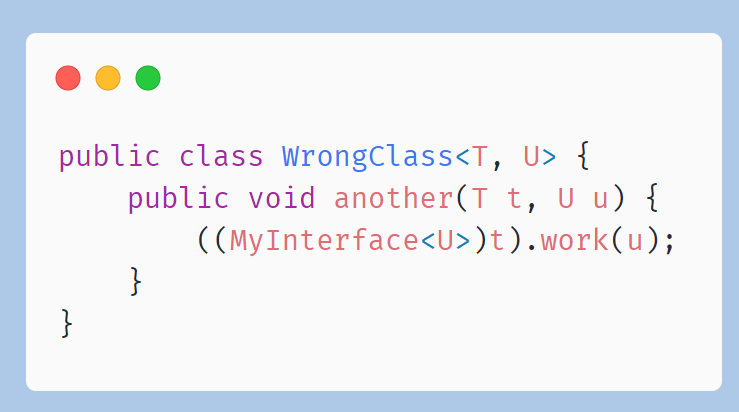 public class WrongClass<T, U> {
    public void another(T t, U u) {
        ((MyInterface<U>)t).work(u);
    }
}